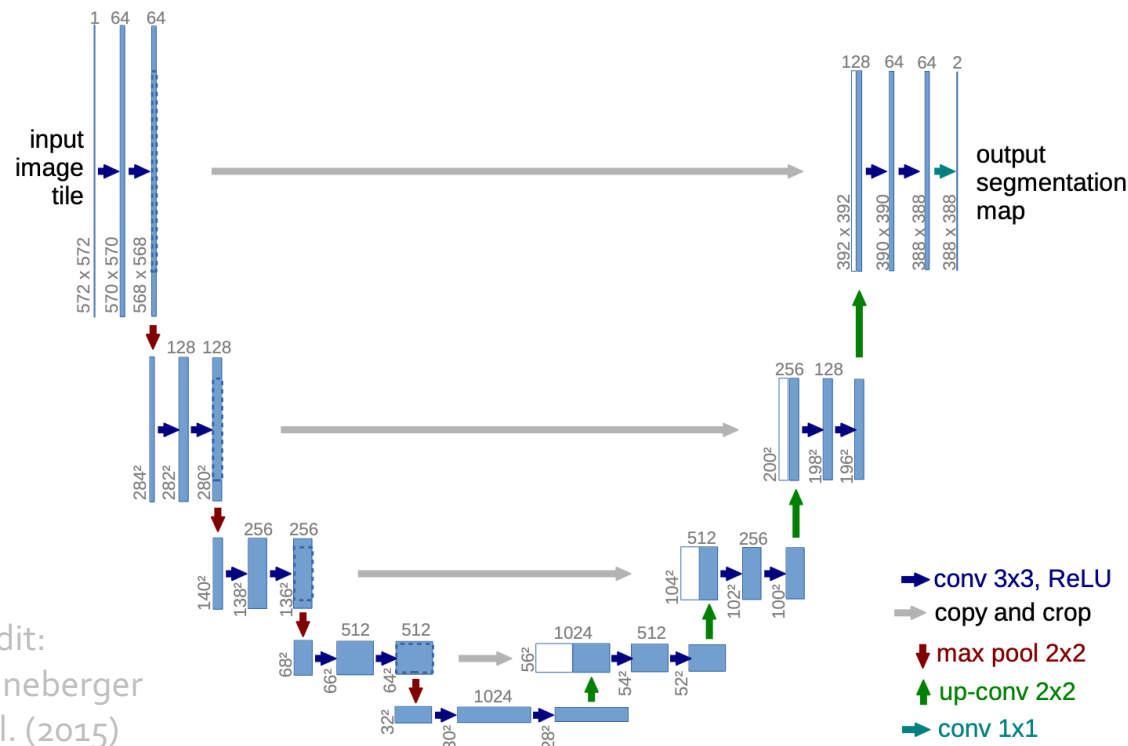 1 64 64
128 64 64 2
input
image
tile
output
segmentation
map
572 x 572
570 x 570
568 x 568
392 x 392
390 x 390
388 x 388
388 x 388
128 128
256 128
284²
282²
280²
200²
198²
196²
256 256
512 256
140²
138²
136²
104²
102²
100²
512 512
1024 512
68²
66²
64²
56²
54²
52²
1024
32²
30²
28²
conv 3x3, ReLU
copy and crop
max pool 2x2
up-conv 2x2
conv 1x1
dit:
neberger
l. (2015)